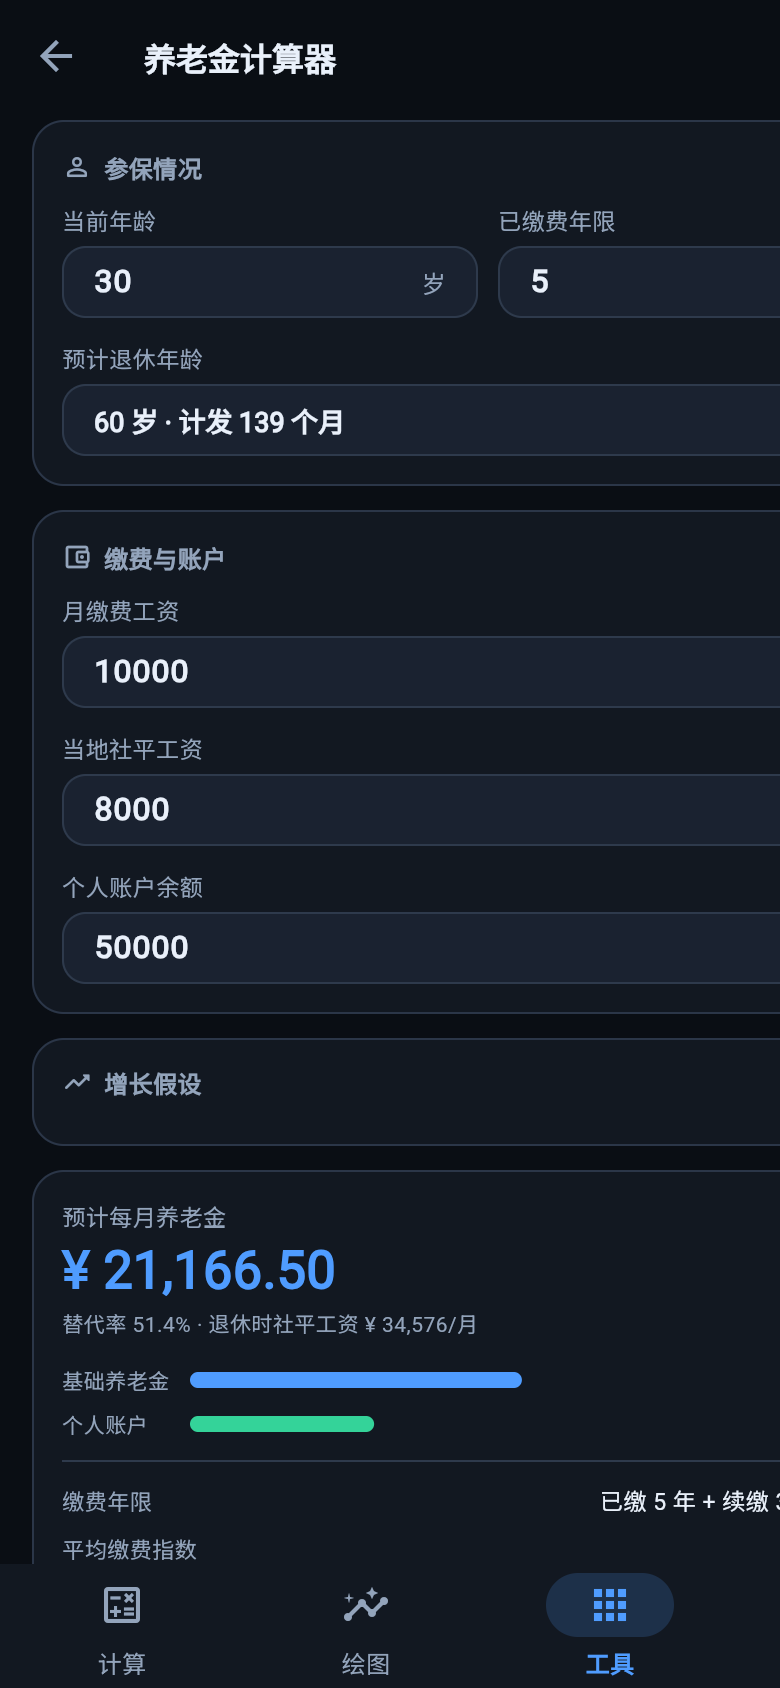 养老金计算器
参保情况
当前年龄 已缴费年限
30 岁 5
预计退休年龄
60 岁 · 计发 139 个月
缴费与账户
月缴费工资
10000
当地社平工资
8000
个人账户余额
50000
增长假设
预计每月养老金
¥ 21,166.50
替代率 51.4% · 退休时社平工资 ¥ 34,576/月
基础养老金
个人账户
缴费年限 已缴 5 年 + 续缴
平均缴费指数
计算 绘图 工具